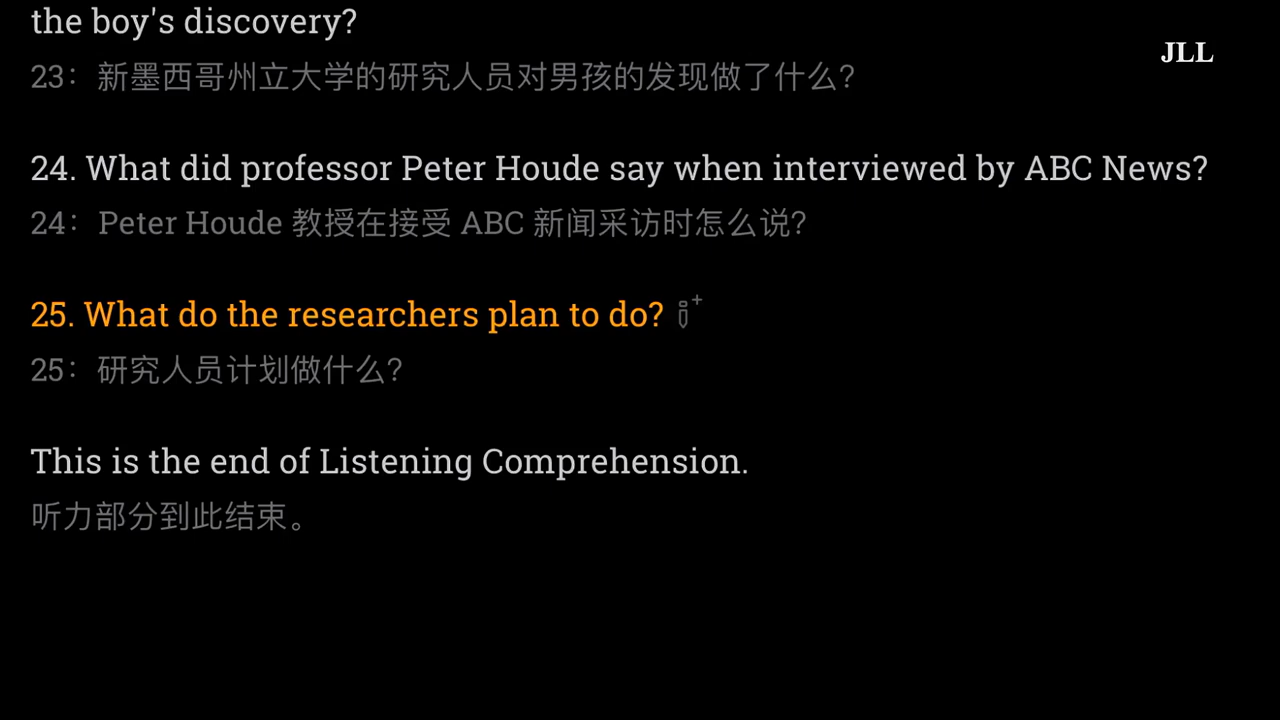 the boy's discovery?
JLL
23：新墨西哥州立大学的研究人员对男孩的发现做了什么?
24. What did professor Peter Houde say when interviewed by ABC News?
24：Peter Houde 教授在接受 ABC 新闻采访时怎么说?
25. What do the researchers plan to do?
25：研究人员计划做什么?
This is the end of Listening Comprehension.
听力部分到此结束。